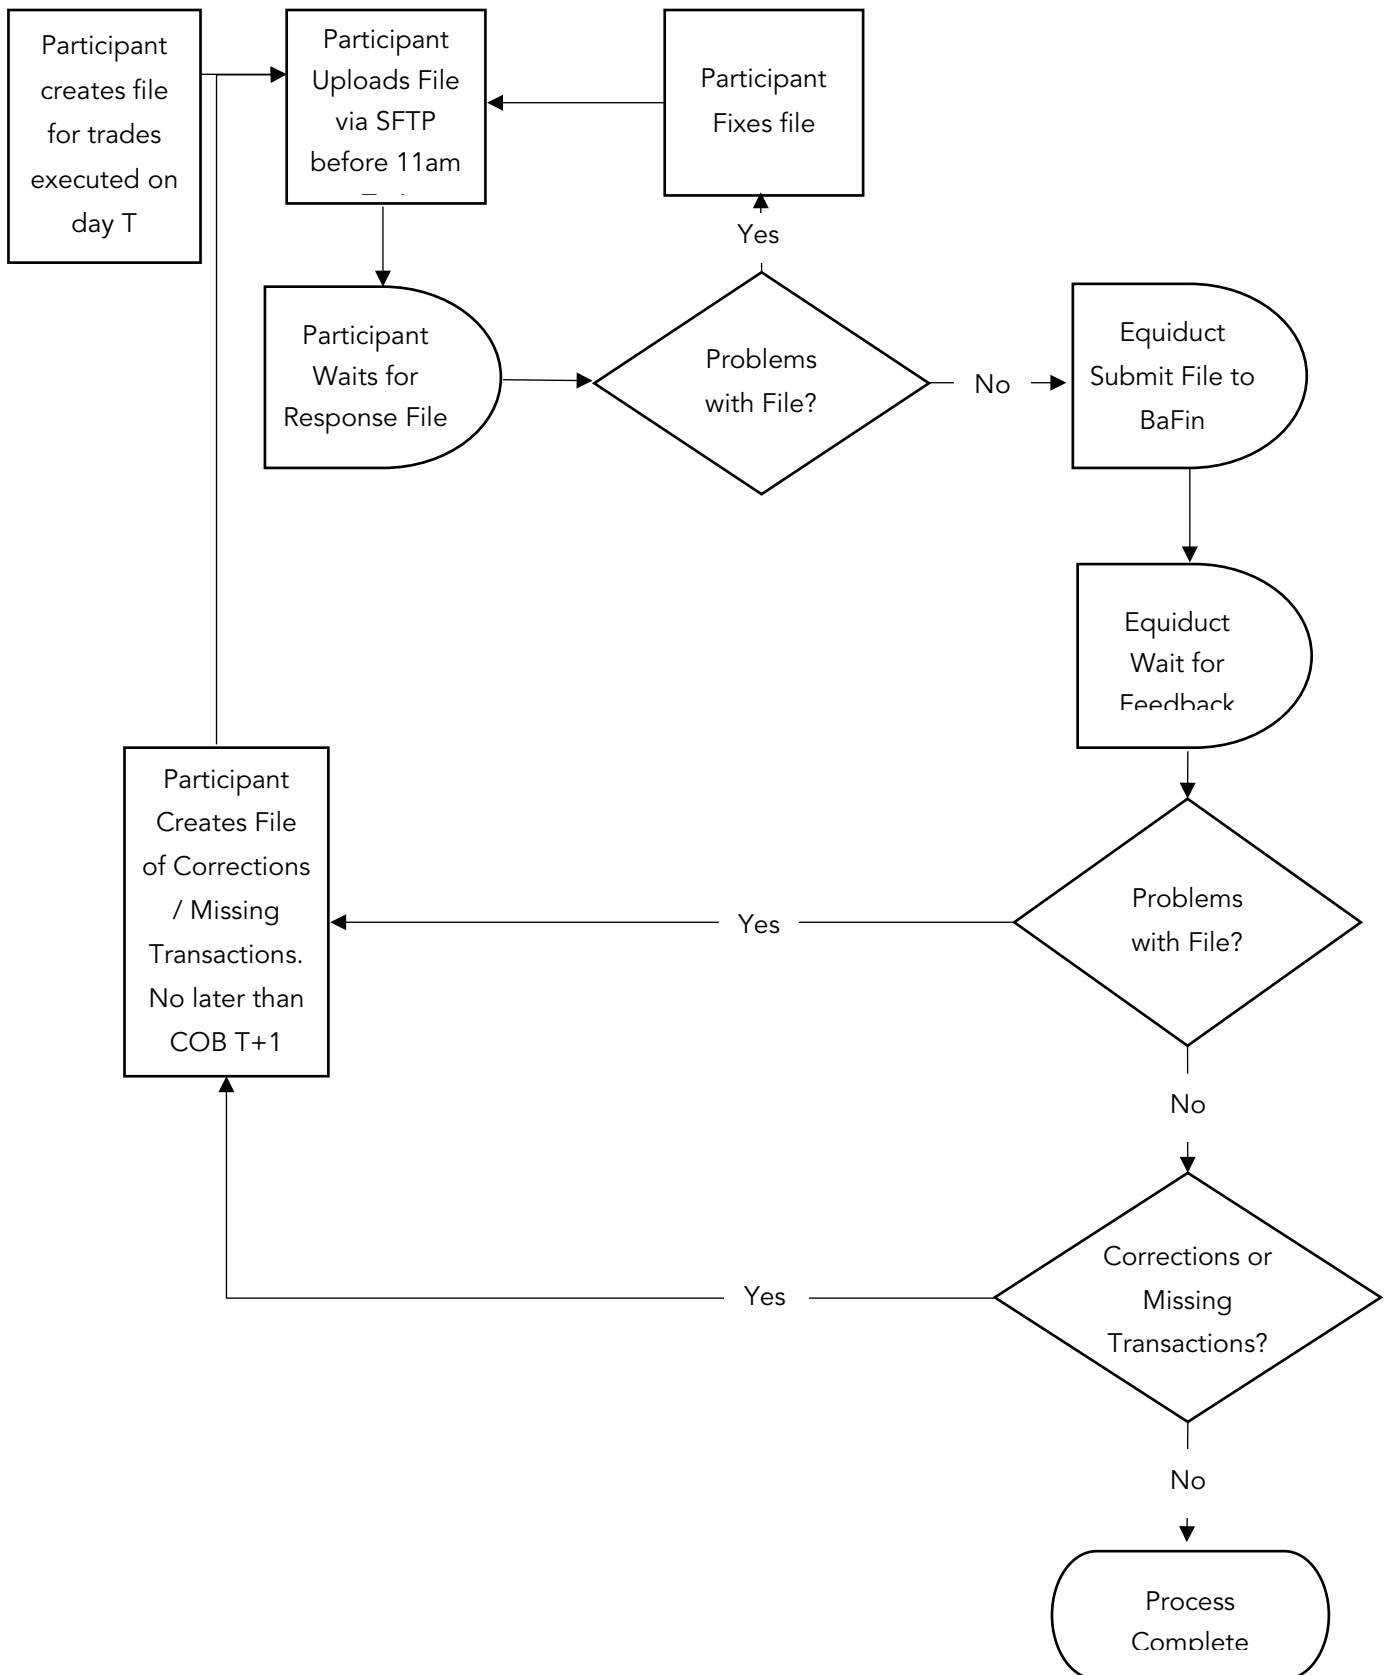 Participant
creates file
for trades
executed on
day T
Participant
Uploads File
via SFTP
before 11am
Participant
Fixes file
Yes
Participant
Waits for
Response File
Problems
with File?
No
Equiduct
Submit File to
BaFin
Equiduct
Wait for
Feedback
Participant
Creates File
of Corrections
/ Missing
Transactions.
No later than
COB T+1
Yes
Problems
with File?
No
Yes
Corrections or
Missing
Transactions?
No
Process
Complete